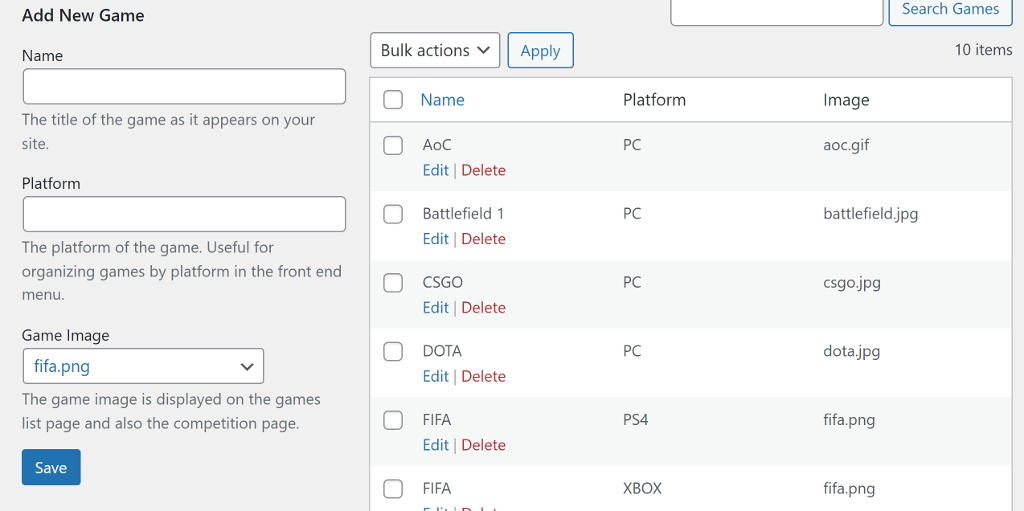 Add New Game
Name
The title of the game as it appears on your
site.
Platform
The platform of the game. Useful for
organizing games by platform in the front end
menu.
Game Image
fifa.png
The game image is displayed on the games
list page and also the competition page.
Save
Search Games
Bulk actions
Apply
10 items
Name Platform Image
AoC PC aoc.gif
Edit | Delete
Battlefield 1 PC battlefield.jpg
Edit | Delete
CSGO PC csgo.jpg
Edit | Delete
DOTA PC dota.jpg
Edit | Delete
FIFA PS4 fifa.png
Edit | Delete
FIFA XBOX fifa.png
Edit | Delete